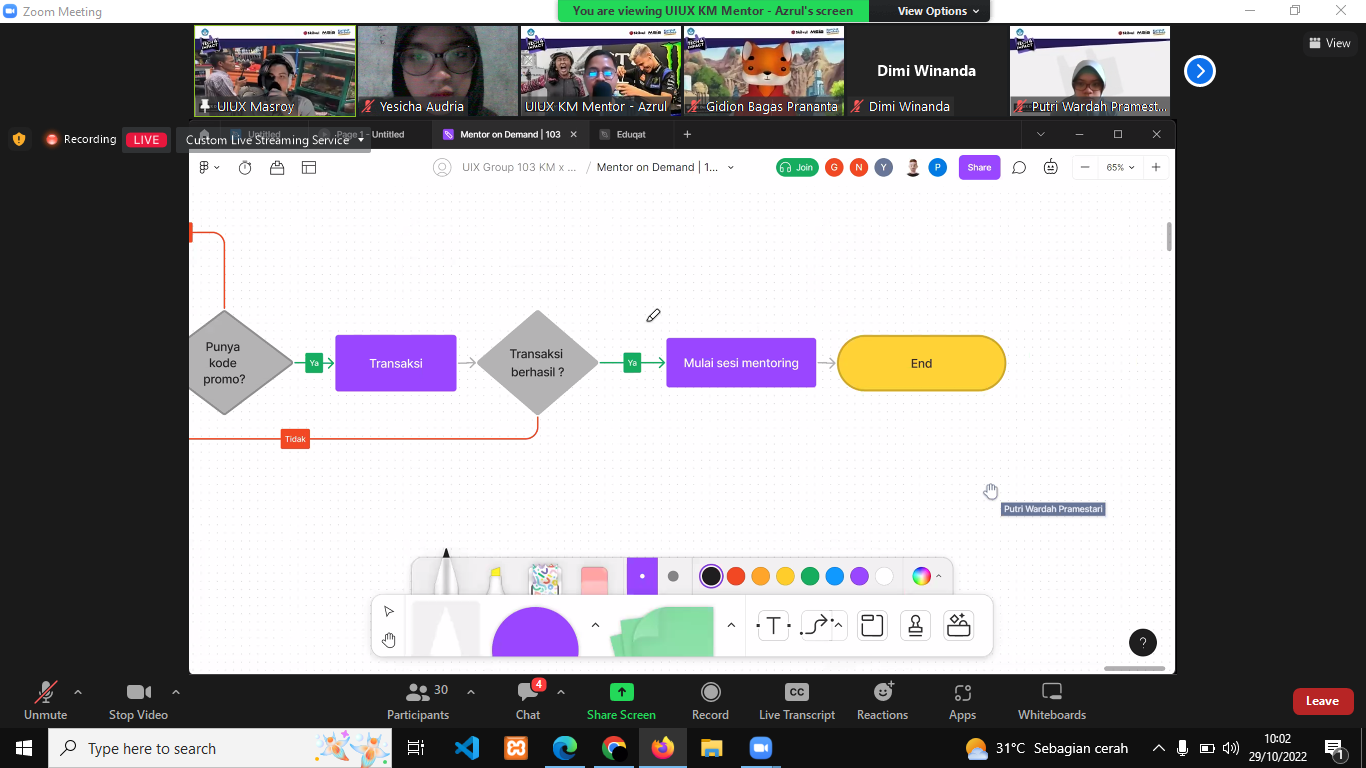 Zoom Meeting
You are viewing UIUX KM Mentor - Azrul's screen
View Options
View
UIUX Masroy
Yesicha Audria
UIUX KM Mentor - Azrul
Gidion Bagas Prananta
Dimi Winanda
Dimi Winanda
Putri Wardah Pramest...
Recording
LIVE
Custom Live Streaming Service
Untitled
Page 1 - Untitled
Mentor on Demand | 103
Eduqat
UIX Group 103 KM x ...
/
Mentor on Demand | 1...
Join
G
N
Y
P
Share
65%
Punya
kode
promo?
Ya
Transaksi
Transaksi
berhasil ?
Ya
Mulai sesi mentoring
End
Tidak
Putri Wardah Pramestari
T
?
Unmute
Stop Video
30
Participants
4
Chat
Share Screen
Record
CC
Live Transcript
Reactions
Apps
Whiteboards
Leave
Type here to search
31°C Sebagian cerah
10:02
29/10/2022
1